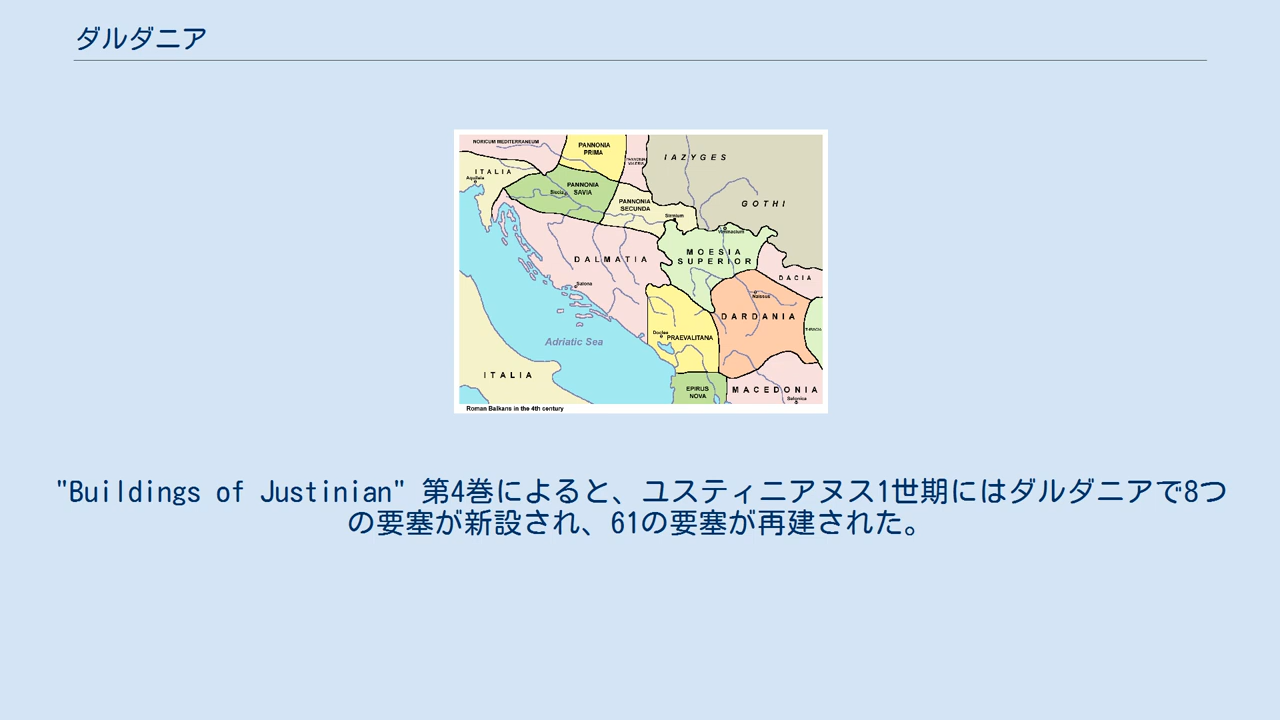 ダルダニア
NORICUM MEDITERRANEUM
PANNONIA
PRIMA
IAZYGES
ITALIA
Aquileia
PANNONIA
SAVIA
Siscia
PANNONIA
SECUNDA
Sirmium
GOTHI
Viminacium
DALMATIA
MOESIA
SUPERIOR
DACIA
Salona
Naissus
DARDANIA
Doclea
PRAEVALITANA
Adriatic Sea
ITALIA
EPIRUS
NOVA
MACEDONIA
Salonica
Roman Balkans in the 4th century
"Buildings of Justinian" 第4巻によると、ユスティニアヌス1世期にはダルダニアで8つ
の要塞が新設され、61の要塞が再建された。